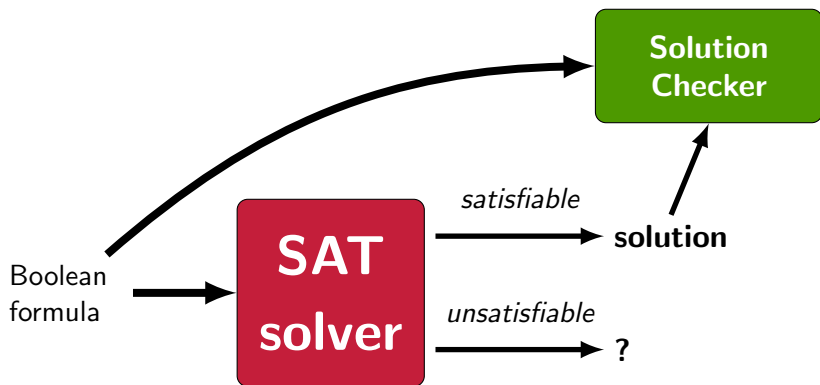 Solution
Checker
satisfiable
solution
SAT
solver
Boolean
formula
unsatisfiable
?